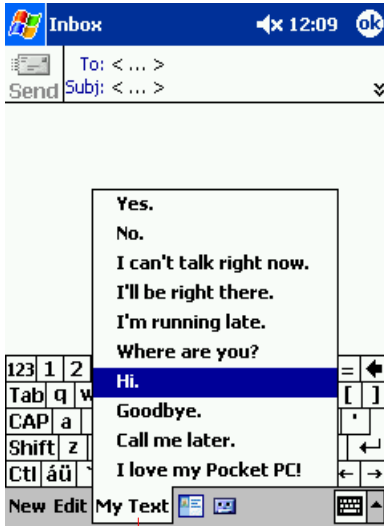 Inbox 12:09 ok
To: < ... >
Send Subj: < ... >
Yes.
No.
I can't talk right now.
I'll be right there.
I'm running late.
Where are you?
123 1 2 =
Hi.
Tab q w [ ]
Goodbye.
CAP a '
Call me later.
Shift z
I love my Pocket PC!
Ctl áü `
New Edit My Text